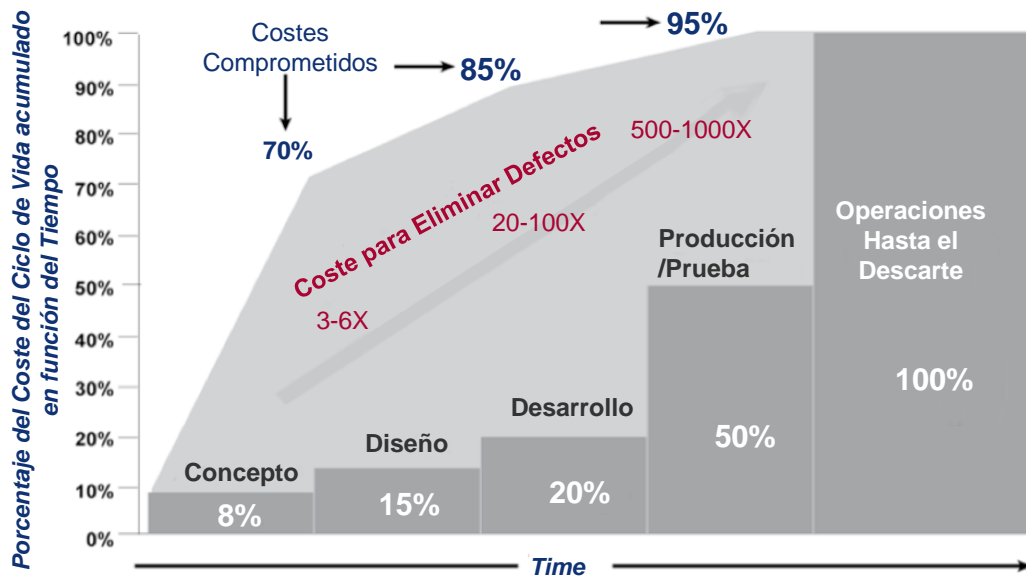 Porcentaje del Coste del Ciclo de Vida acumulado
en función del Tiempo
100%
90%
80%
70%
60%
50%
40%
30%
20%
10%
0%
Costes
Comprometidos
70%
85%
95%
Coste para Eliminar Defectos
3-6X
20-100X
500-1000X
Concepto
8%
Diseño
15%
Desarrollo
20%
Producción
/Prueba
50%
Operaciones
Hasta el
Descarte
100%
Time